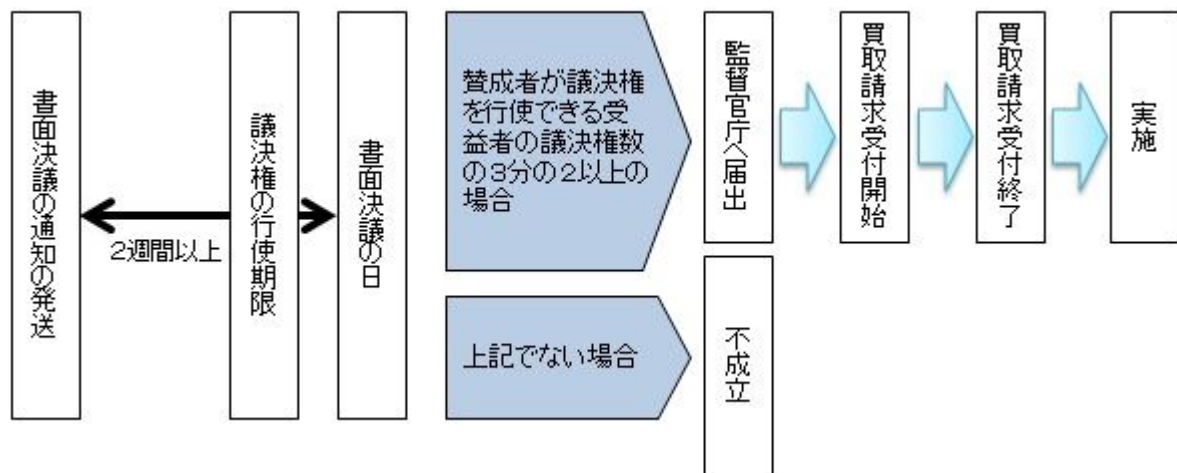 書面決議の通知の発送
2週間以上
議決権の行使期限
書面決議の日
賛成者が議決権
を行使できる受
益者の議決権数
の3分の2以上の
場合
監督官庁へ届出
買取請求受付開始
買取請求受付終了
実施
上記でない場合
不成立